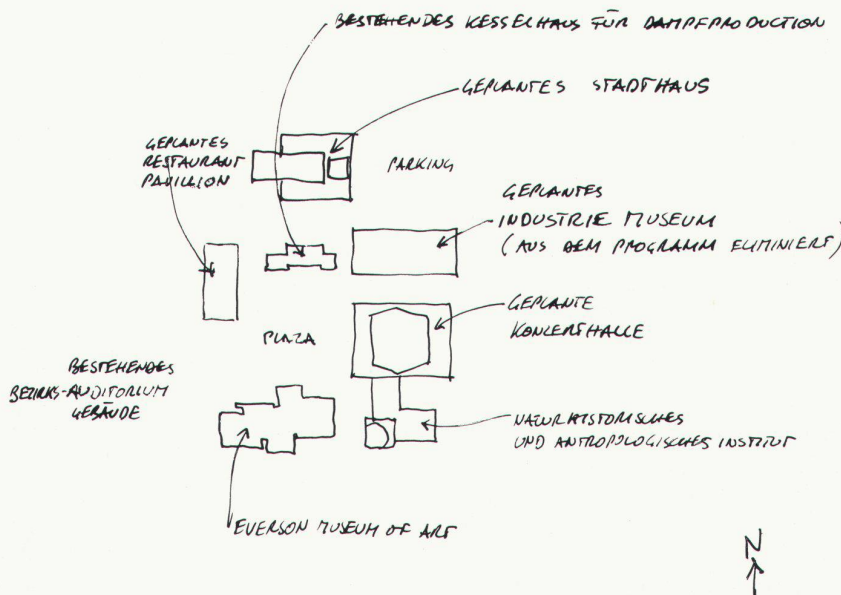 BESTEHENDES KESSELHAUS FÜR DAMPFPRODUCTION
GEPLANTES STADTHAUS
GEPLANTES
RESTAURANT
PAVILLION
PARKING
GEPLANTES
INDUSTRIE MUSEUM
(AUS DEM PROGRAMM ELIMINIERT)
GEPLANTE
KONZERTHALLE
PLAZA
BESTEHENDES
BEZIRKS-AUDITORIUM
GEBÄUDE
NATURHISTORISCHES
UND ANTROPOLOGISCHES INSTITUT
EVERSON MUSEUM OF ART
N